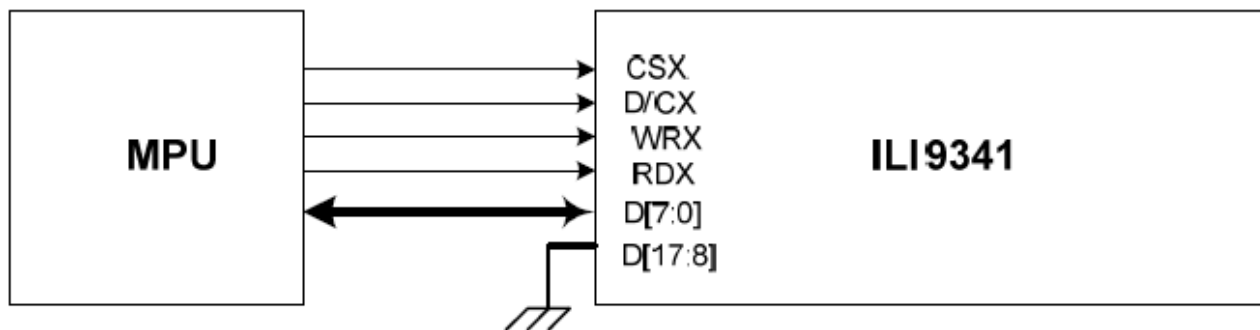 MPU
CSX
D/CX
WRX
RDX
D[7:0]
D[17:8]
ILI9341